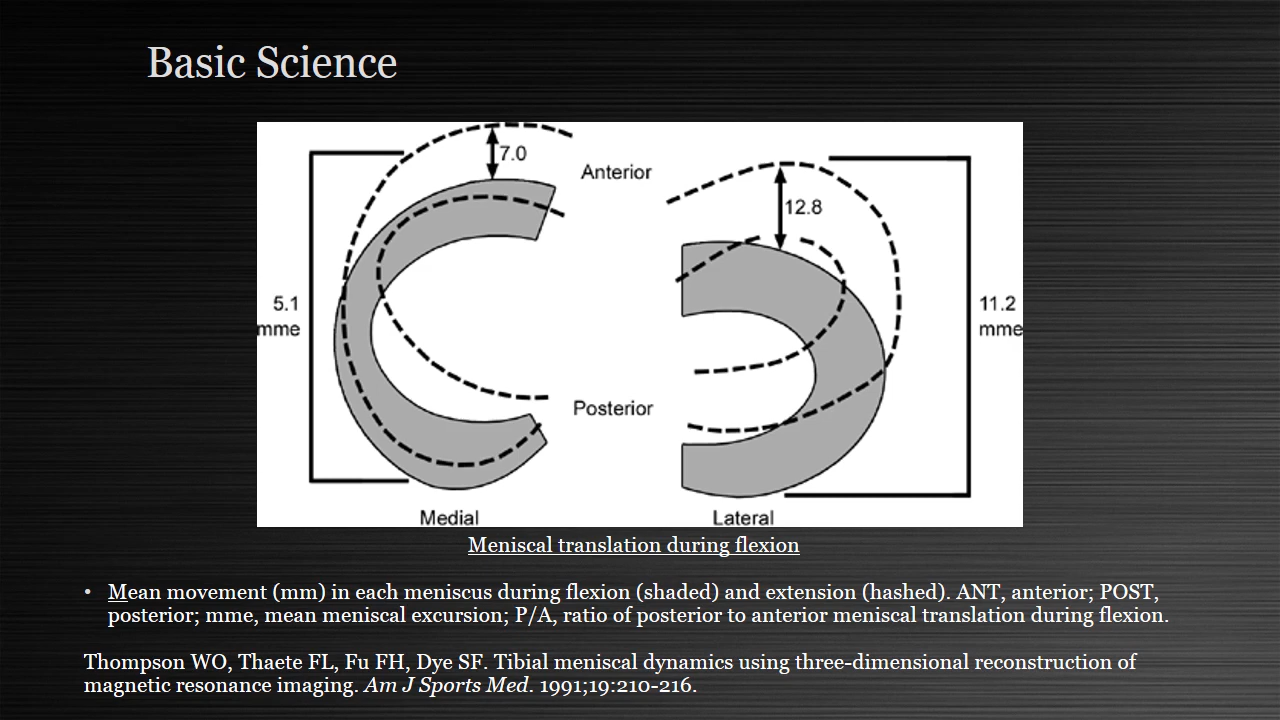 Basic Science
7.0
Anterior
12.8
5.1
mme
11.2
mme
Posterior
Medial
Lateral
Meniscal translation during flexion
• Mean movement (mm) in each meniscus during flexion (shaded) and extension (hashed). ANT, anterior; POST,
posterior; mme, mean meniscal excursion; P/A, ratio of posterior to anterior meniscal translation during flexion.
Thompson WO, Thaete FL, Fu FH, Dye SF. Tibial meniscal dynamics using three-dimensional reconstruction of
magnetic resonance imaging. Am J Sports Med. 1991;19:210-216.